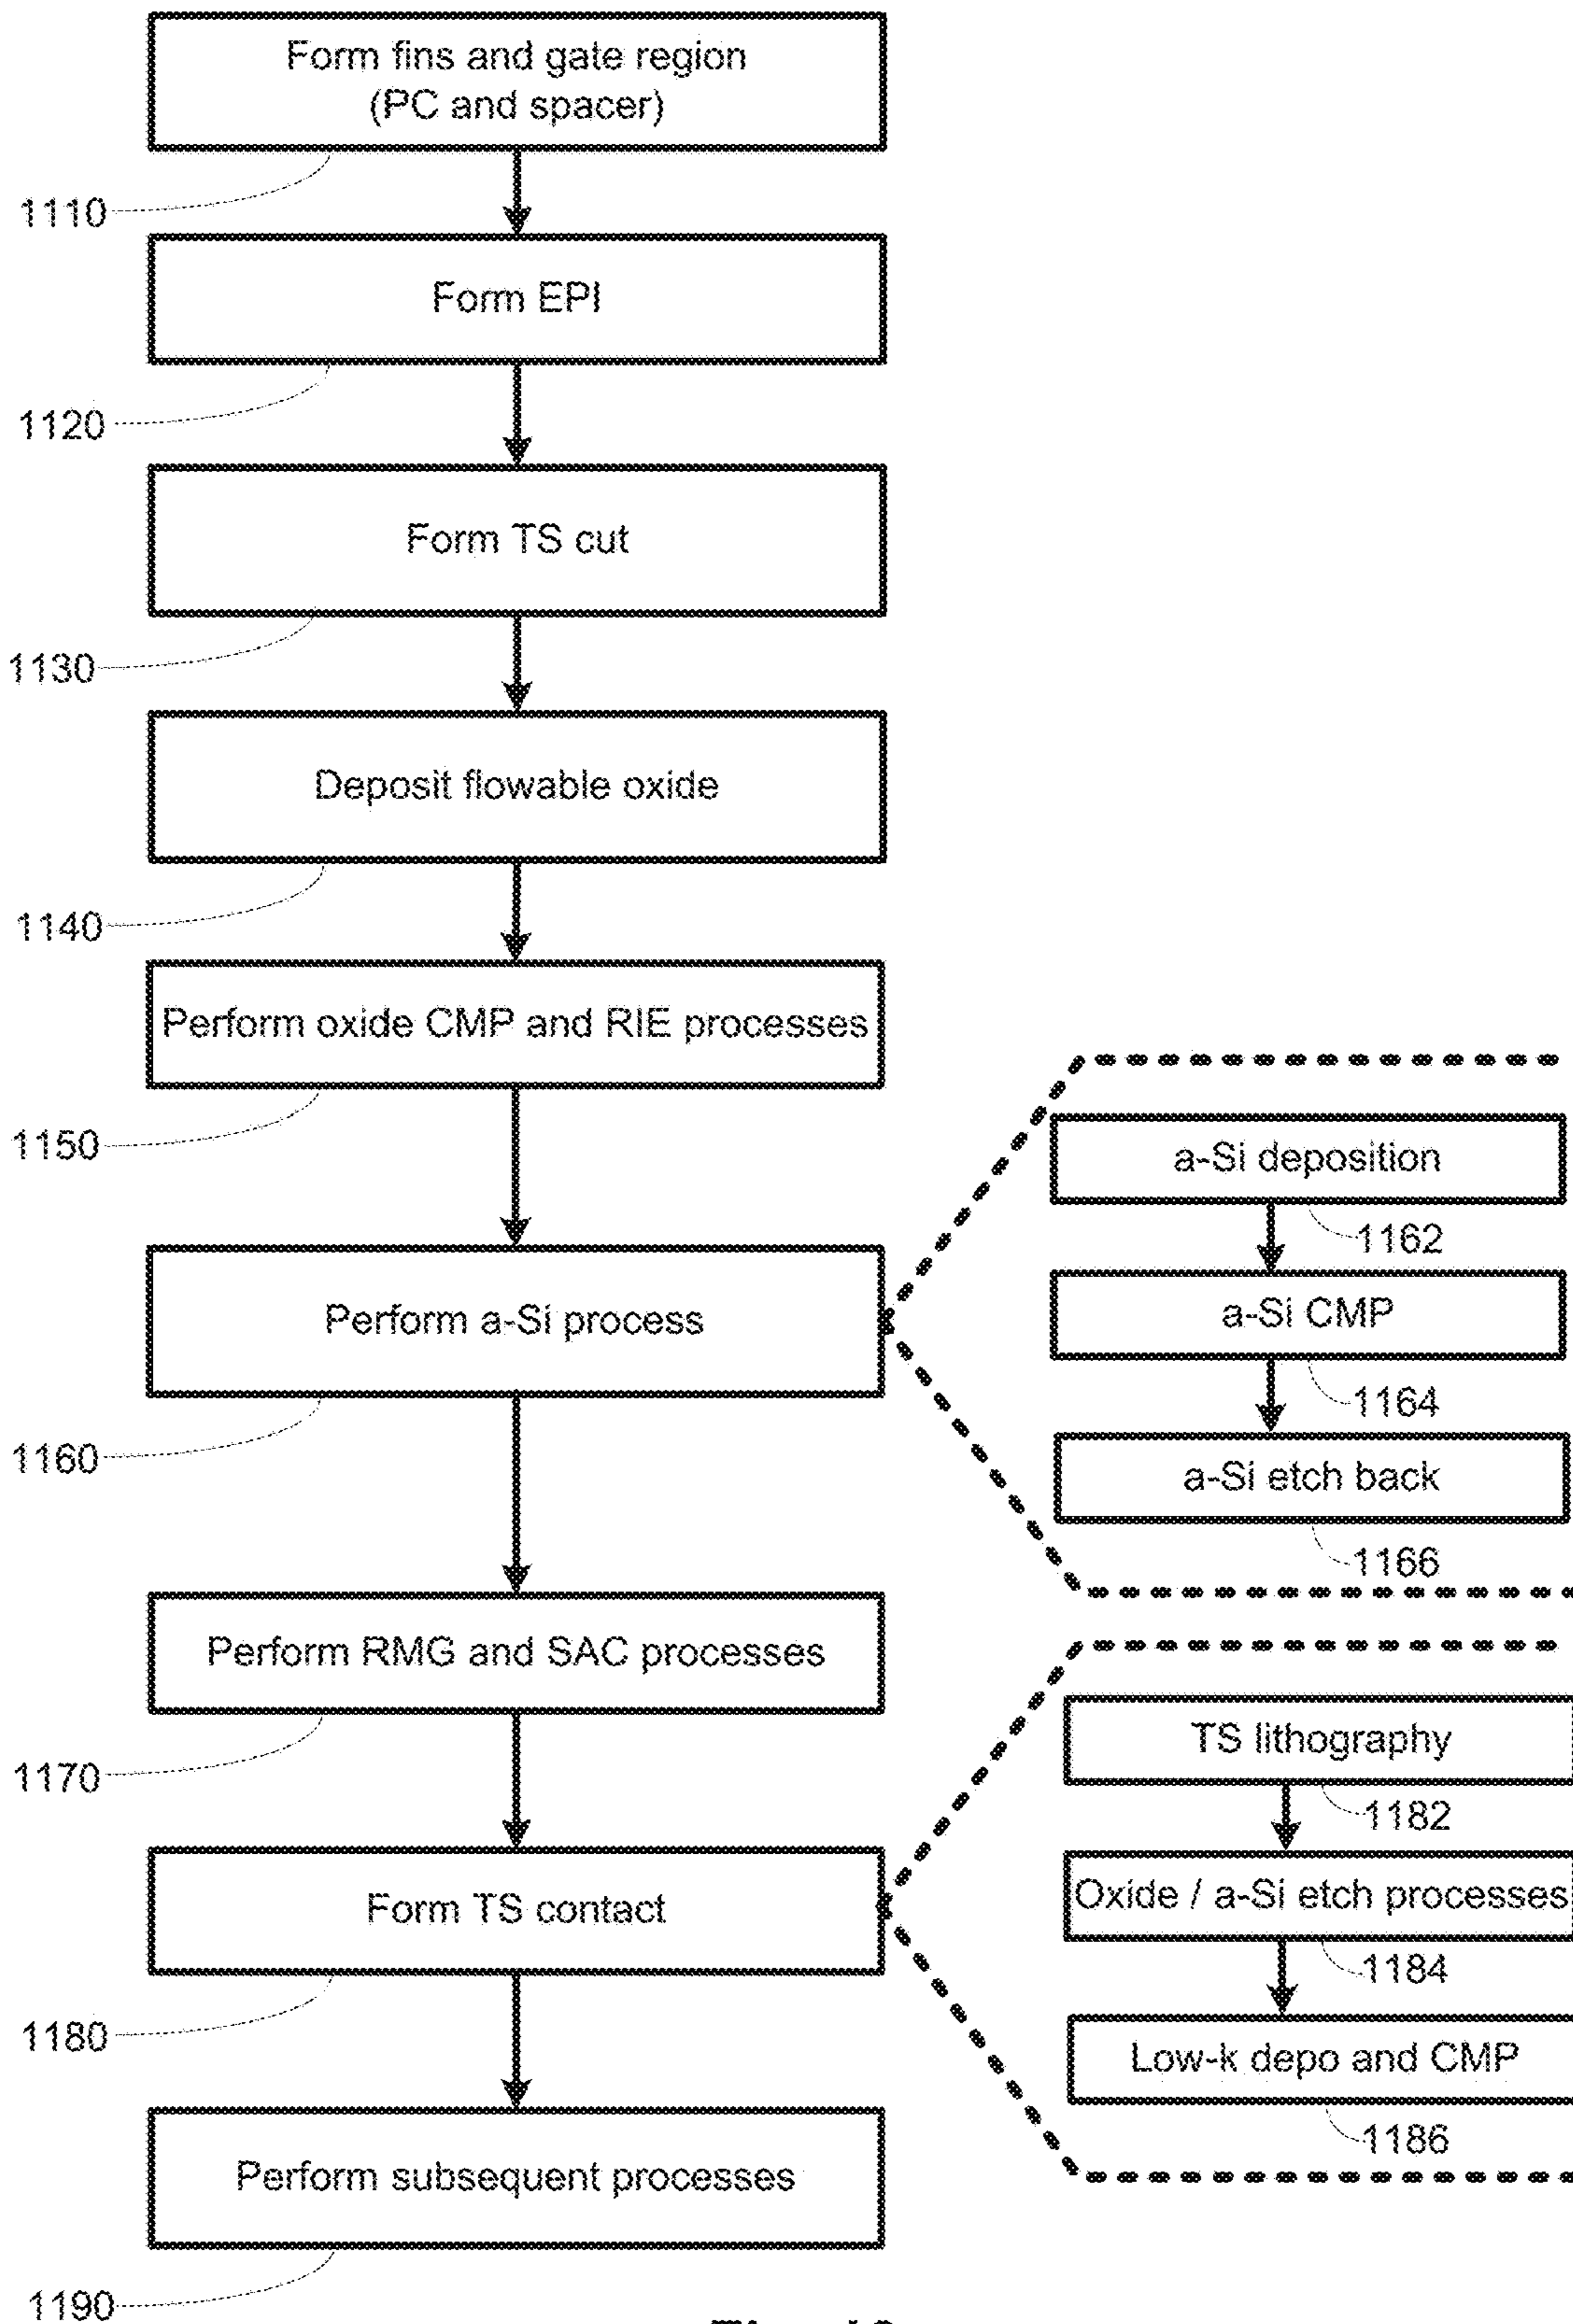 Form fins and gate region
(PC and spacer)
1110
Form EPI
1120
Form TS cut
1130
Deposit flowable oxide
1140
Perform oxide CMP and RIE processes
1150
Perform a-Si process
1160
a-Si deposition
1162
a-Si CMP
1164
a-Si etch back
1166
Perform RMG and SAC processes
1170
Form TS contact
1180
TS lithography
1182
Oxide / a-Si etch processes
1184
Low-k depo and CMP
1186
Perform subsequent processes
1190